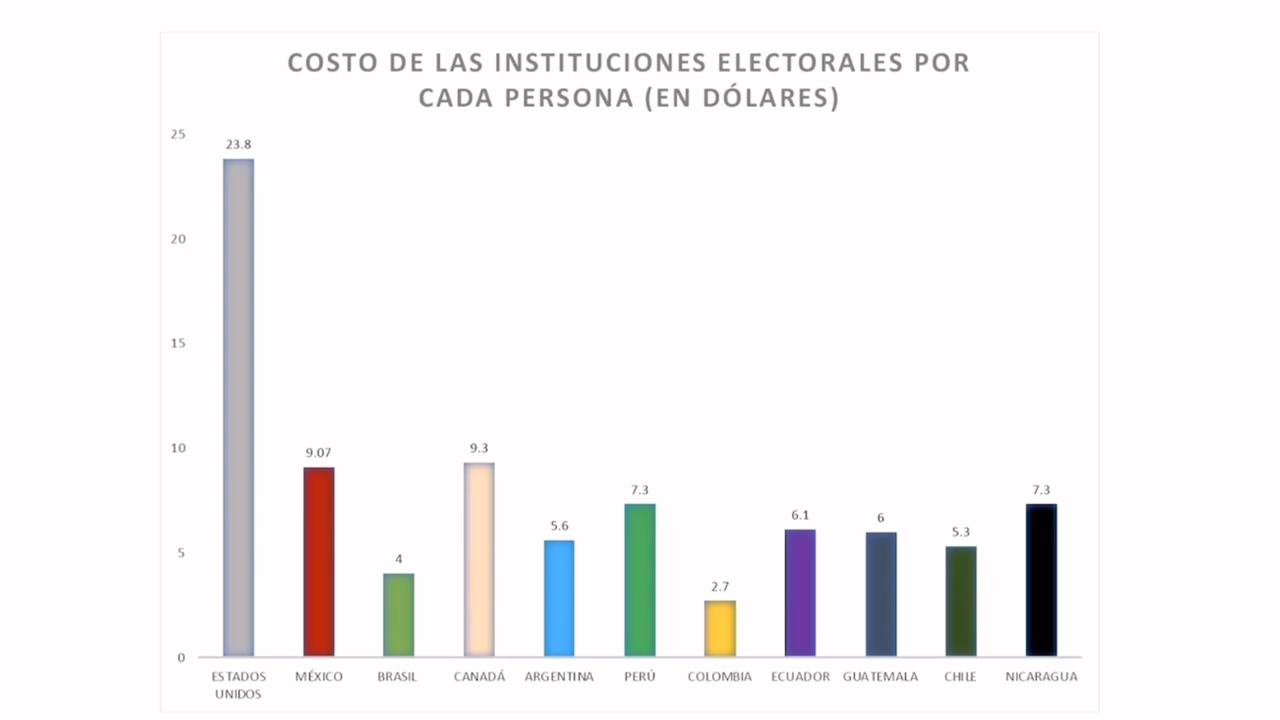 COSTO DE LAS INSTITUCIONES ELECTORALES POR
CADA PERSONA (EN DÓLARES)
25
20
15
10
5
0
23.8
9.07
4
9.3
5.6
7.3
2.7
6.1
6
5.3
7.3
ESTADOS
UNIDOS
MÉXICO
BRASIL
CANADÁ
ARGENTINA
PERÚ
COLOMBIA
ECUADOR
GUATEMALA
CHILE
NICARAGUA